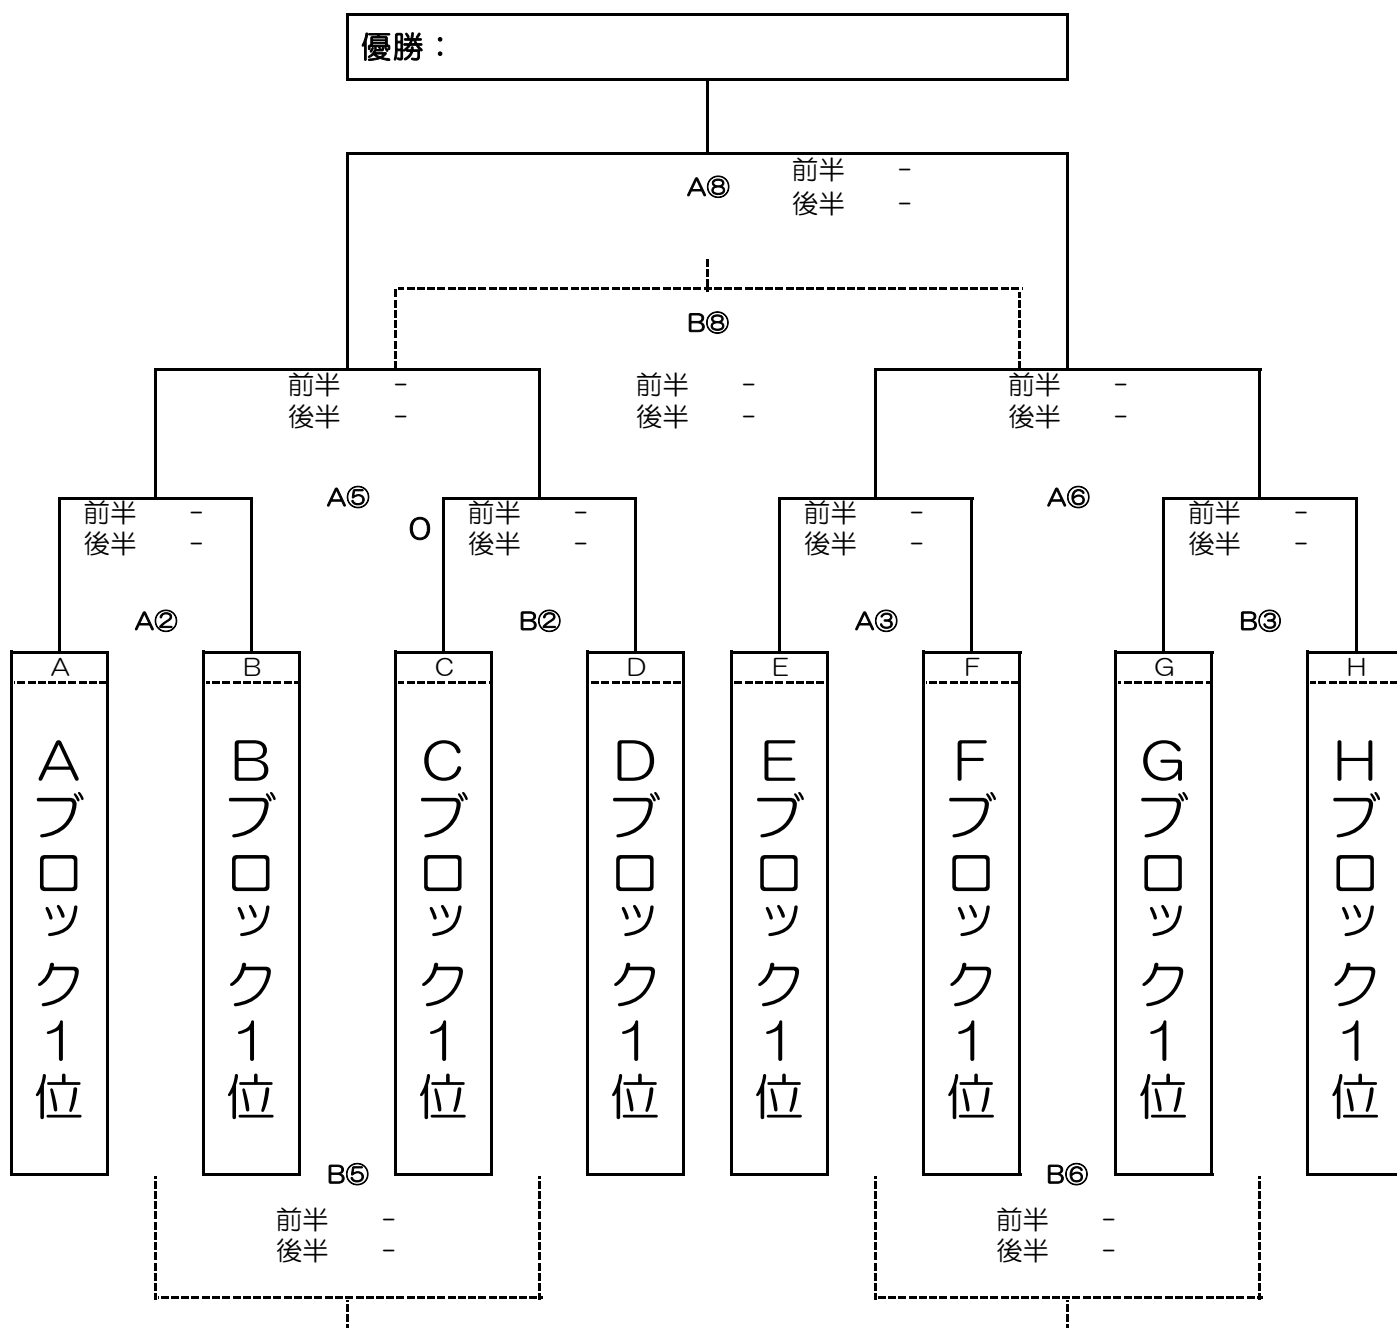 優勝：
A⑧
前半 -
後半 -
B⑧
前半 -
後半 -
前半 -
後半 -
前半 -
後半 -
A⑤
A⑥
前半 -
後半 -
0
前半 -
後半 -
前半 -
後半 -
前半 -
後半 -
A②
B②
A③
B③
A
B
C
D
E
F
G
H
Aブロック1位
Bブロック1位
Cブロック1位
Dブロック1位
Eブロック1位
Fブロック1位
Gブロック1位
Hブロック1位
B⑤
前半 -
後半 -
B⑥
前半 -
後半 -